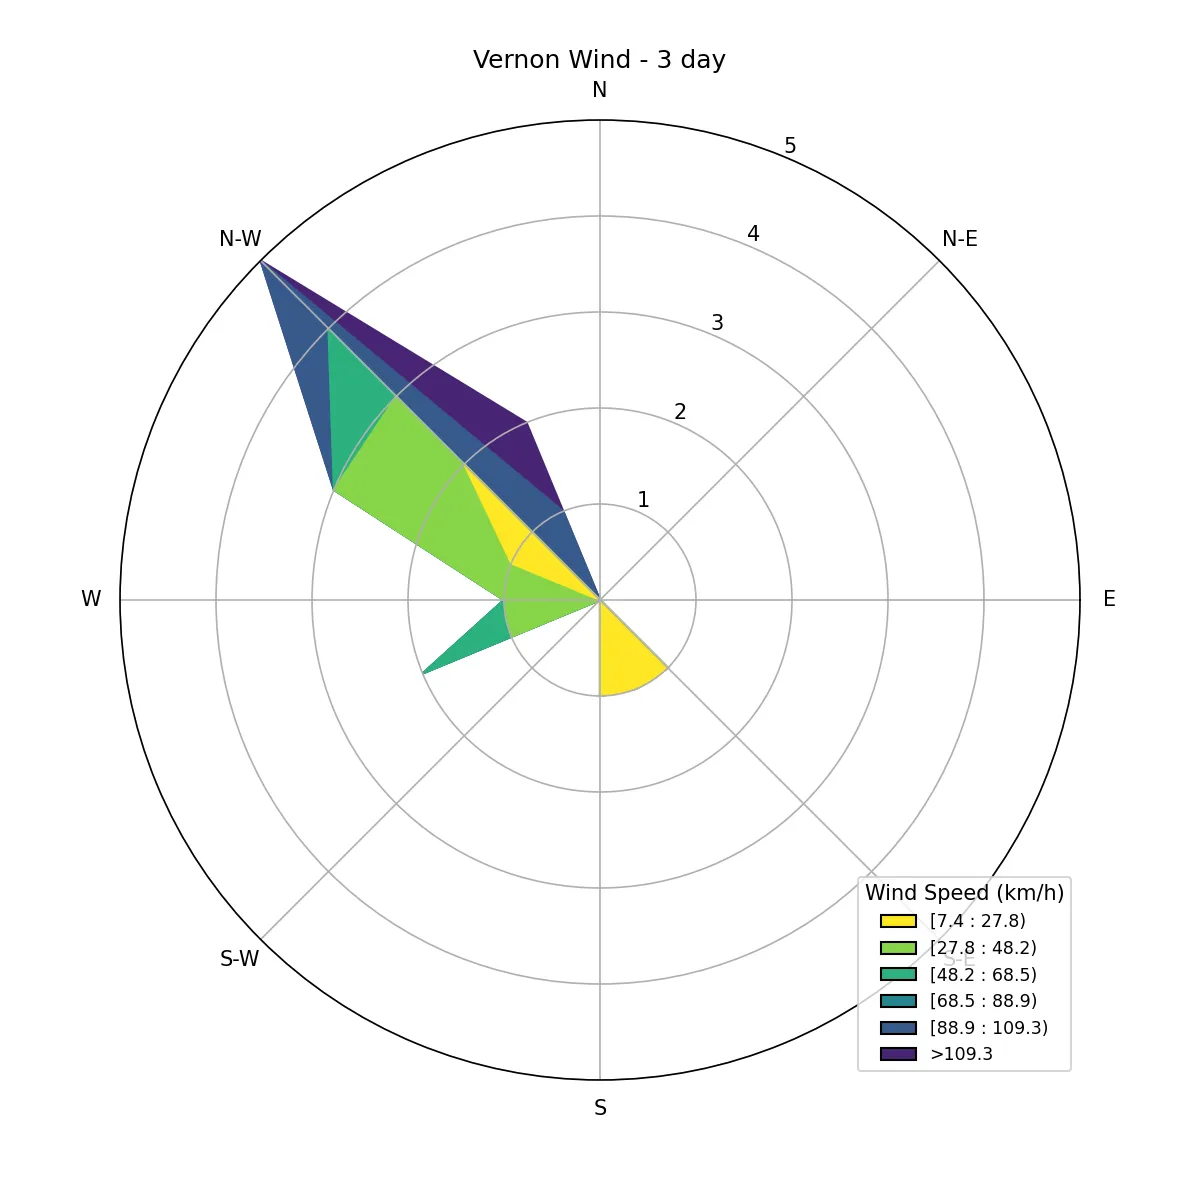 Vernon Wind - 3 day
N
5
N-W
N-E
4
3
2
1
W
E
S-W
S-E
S
Wind Speed (km/h)
[7.4 : 27.8)
[27.8 : 48.2)
[48.2 : 68.5)
[68.5 : 88.9)
[88.9 : 109.3)
>109.3